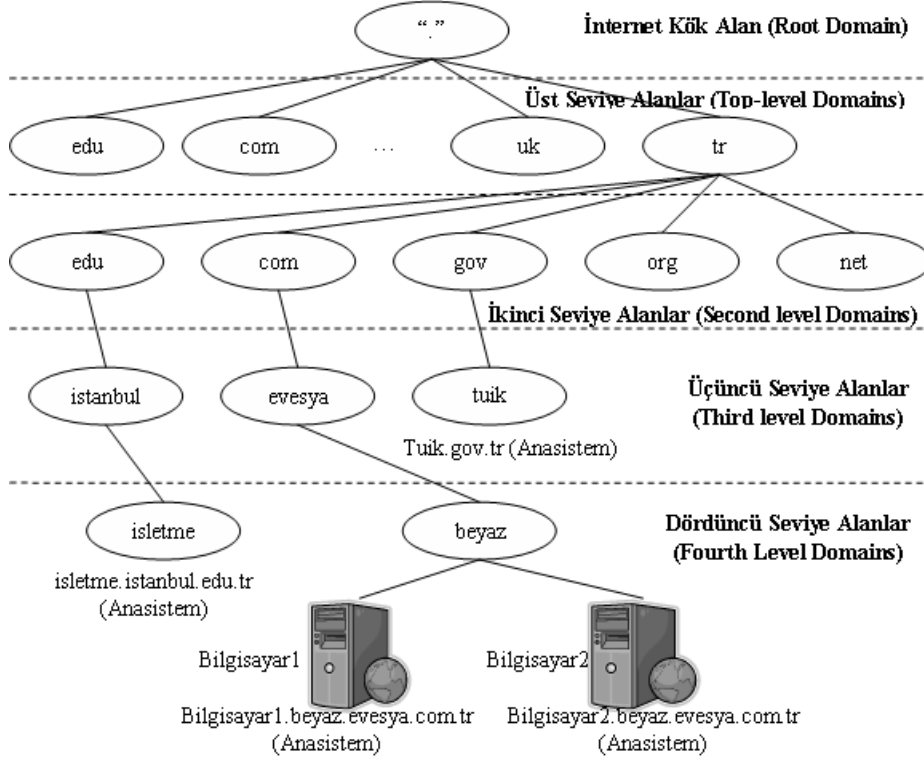 “.”
İnternet Kök Alan (Root Domain)
Üst Seviye Alanlar (Top-level Domains)
edu
com
...
uk
tr
edu
com
gov
org
net
İkinci Seviye Alanlar (Second level Domains)
istanbul
evesya
tuik
Üçüncü Seviye Alanlar
(Third level Domains)
Tuik.gov.tr (Anasistem)
isletme
beyaz
Dördüncü Seviye Alanlar
(Fourth Level Domains)
isletme.istanbul.edu.tr
(Anasistem)
Bilgisayar1
Bilgisayar2
Bilgisayar1.beyaz.evesya.com.tr
(Anasistem)
Bilgisayar2.beyaz.evesya.com.tr
(Anasistem)